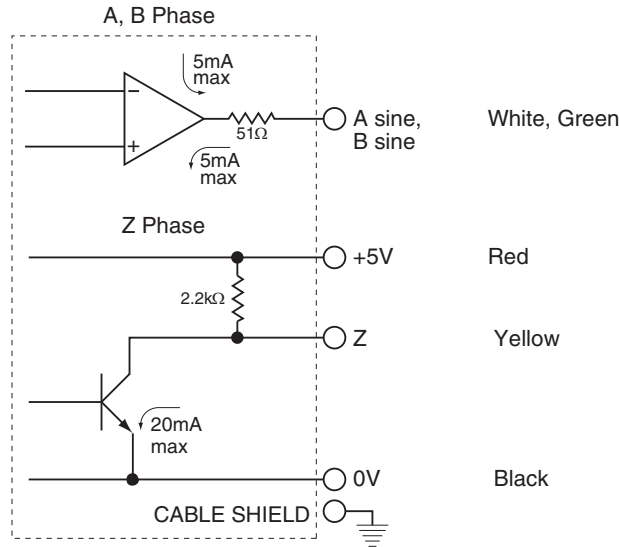 A, B Phase
5mA
max
−
+
51Ω
5mA
max
A sine,
B sine
White, Green
Z Phase
+5V
Red
2.2kΩ
Z
Yellow
20mA
max
0V
Black
CABLE SHIELD